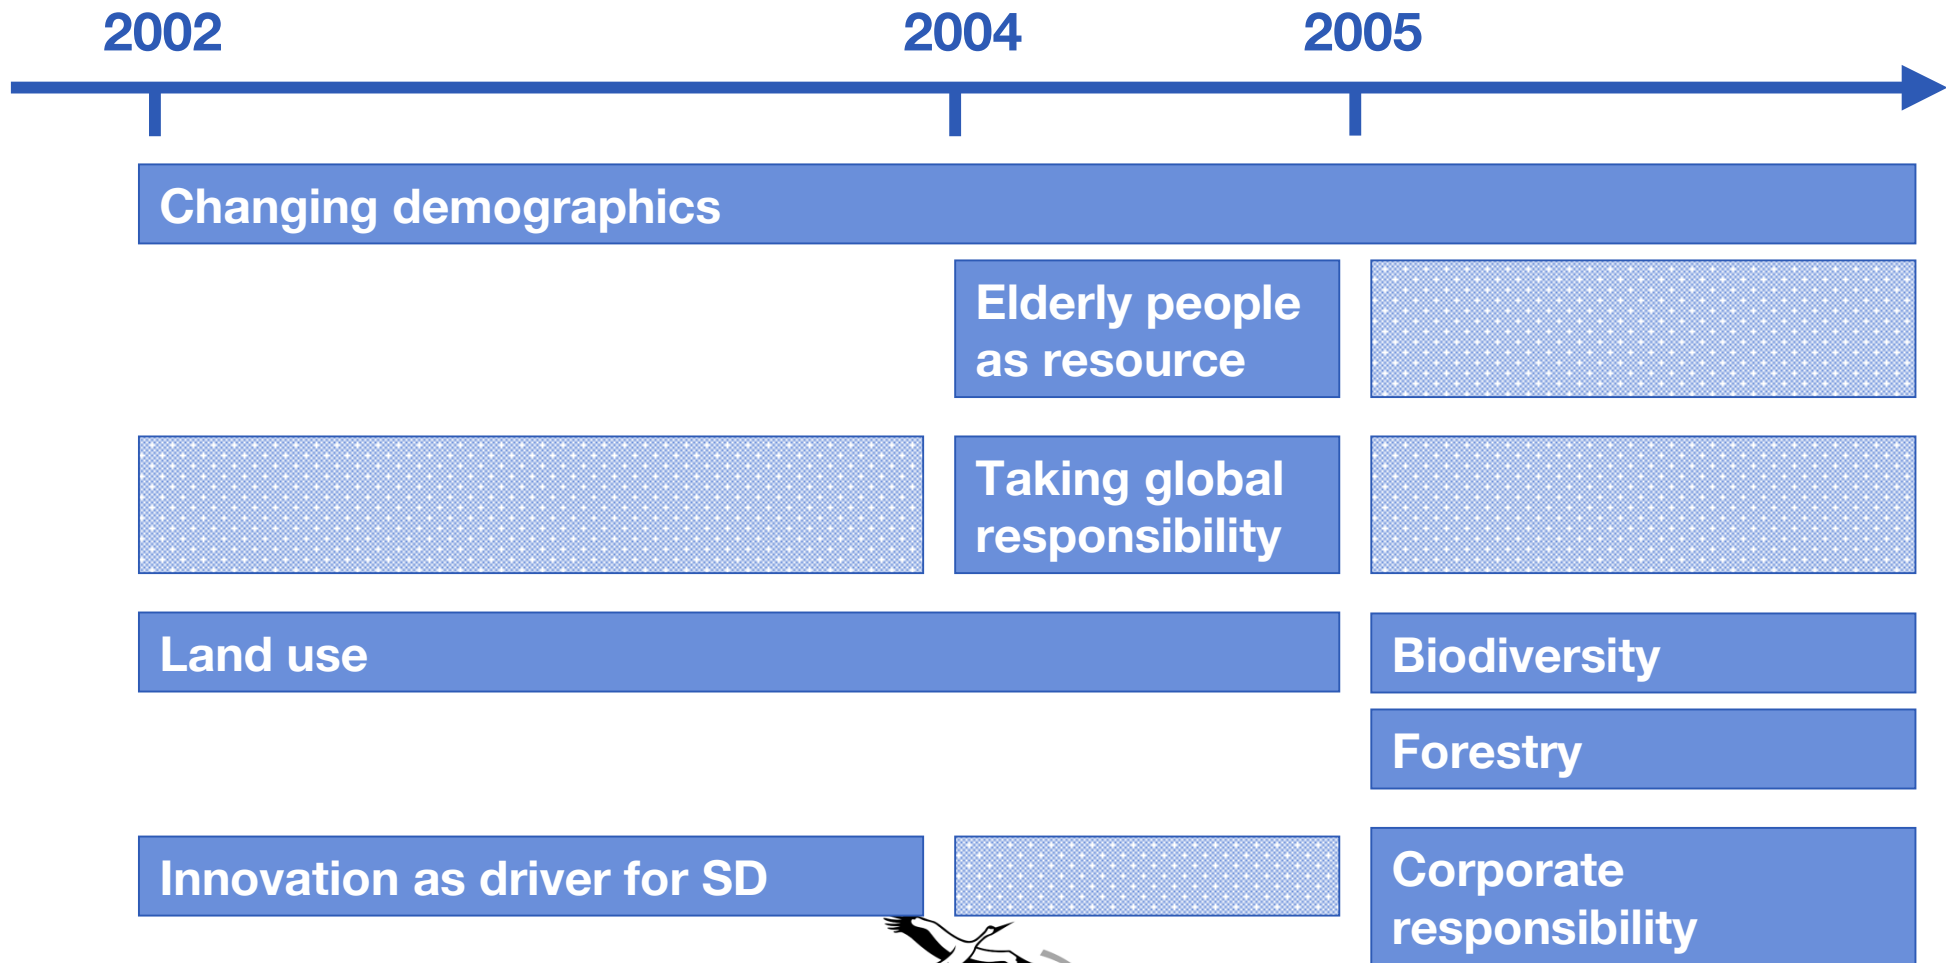 2002 2004 2005
Changing demographics
Elderly people
as resource
Taking global
responsibility
Land use
Biodiversity
Forestry
Innovation as driver for SD
Corporate
responsibility